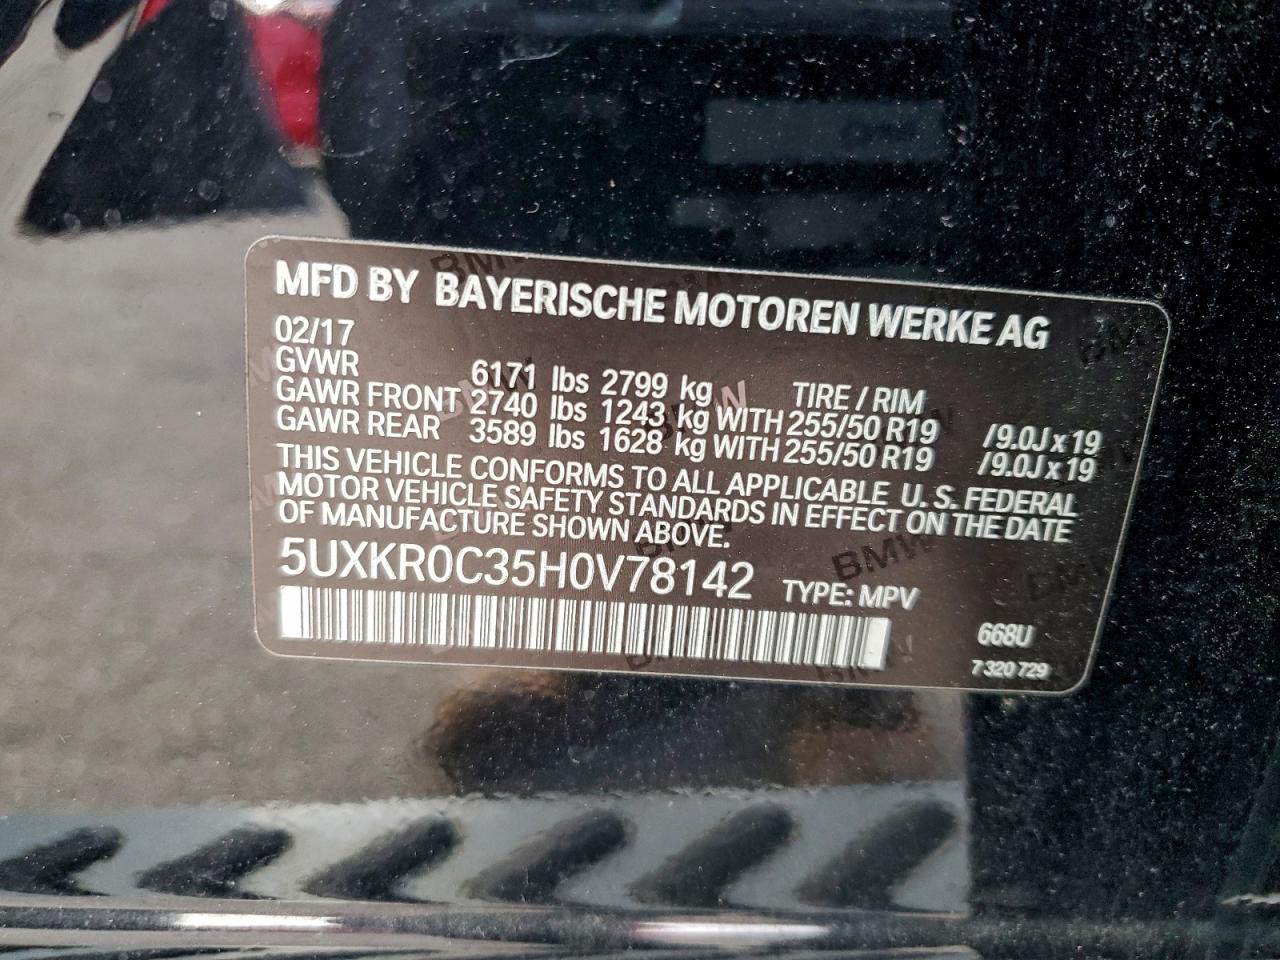 MFD BY BAYERISCHE MOTOREN WERKE AG
02/17
GVWR 6171 lbs 2799 kg TIRE / RIM
GAWR FRONT 2740 lbs 1243 kg WITH 255/50 R19 /9.0J x 19
GAWR REAR 3589 lbs 1628 kg WITH 255/50 R19 /9.0J x 19
THIS VEHICLE CONFORMS TO ALL APPLICABLE U. S. FEDERAL
MOTOR VEHICLE SAFETY STANDARDS IN EFFECT ON THE DATE
OF MANUFACTURE SHOWN ABOVE.
5UXKR0C35H0V78142 TYPE: MPV
668U
7 320 729